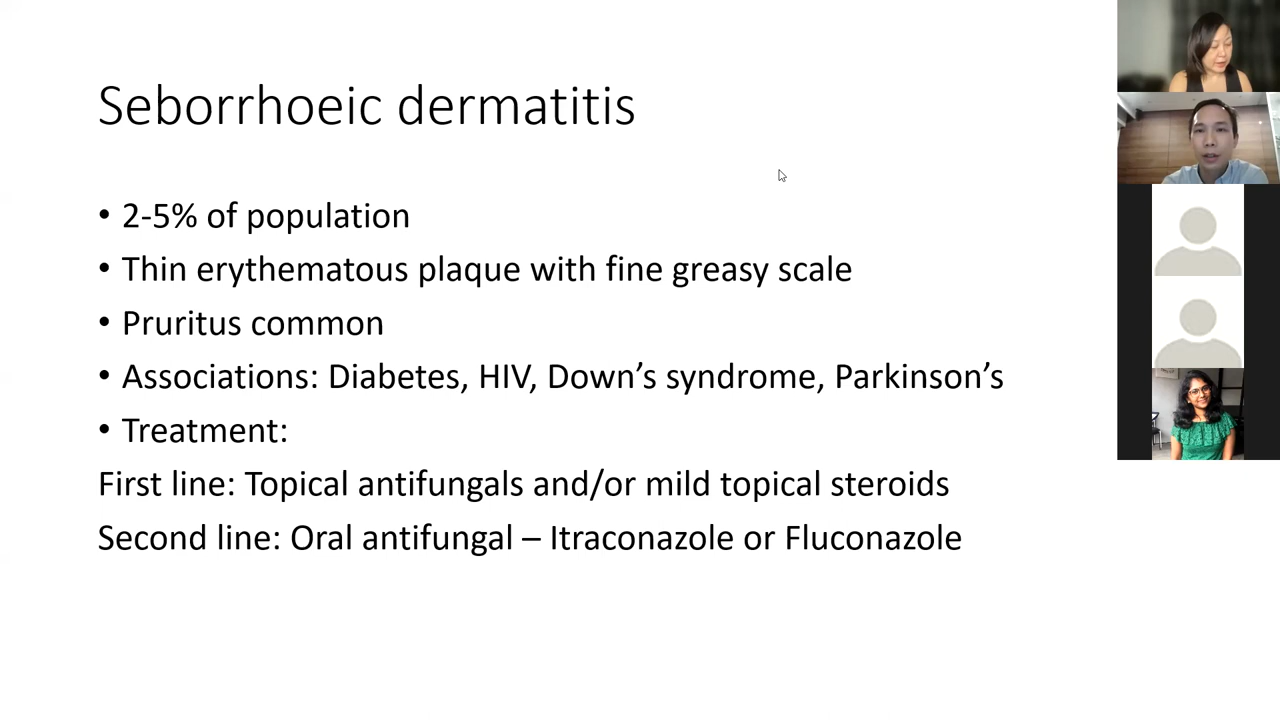 Seborrhoeic dermatitis
• 2-5% of population
• Thin erythematous plaque with fine greasy scale
• Pruritus common
• Associations: Diabetes, HIV, Down’s syndrome, Parkinson’s
• Treatment:
First line: Topical antifungals and/or mild topical steroids
Second line: Oral antifungal – Itraconazole or Fluconazole